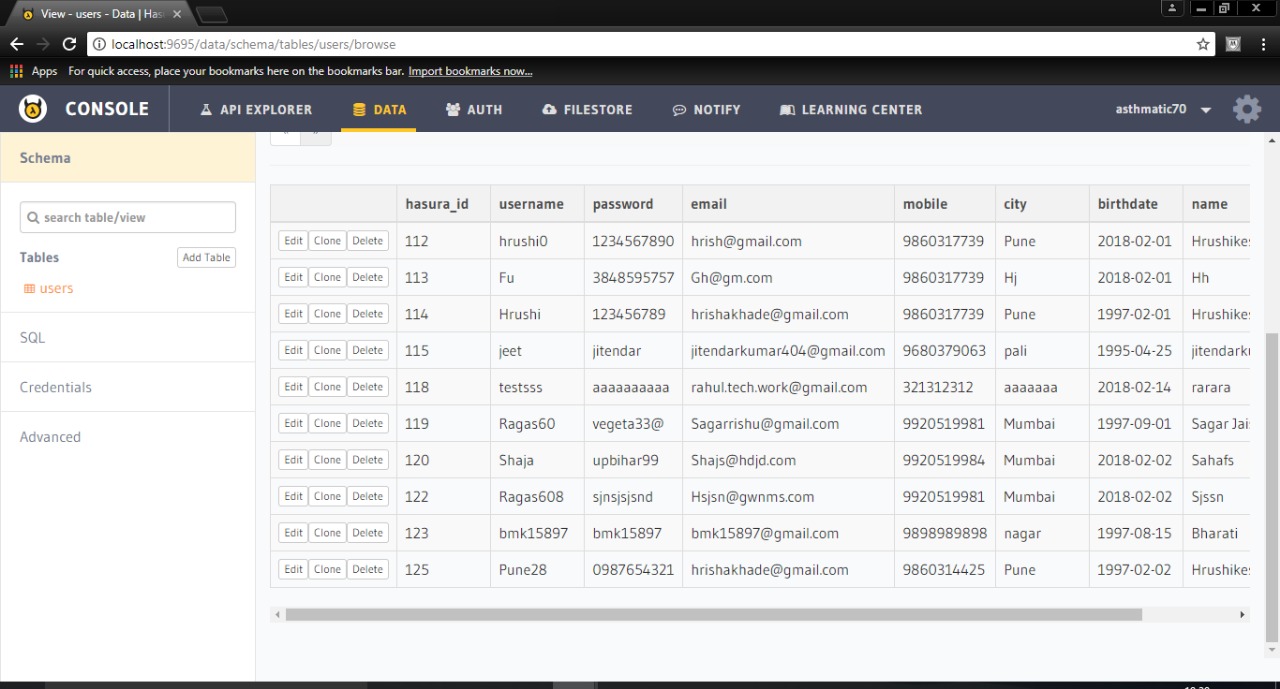 View - users - Data | Has
localhost:9695/data/schema/tables/users/browse
Apps For quick access, place your bookmarks here on the bookmarks bar. Import bookmarks now...
CONSOLE API EXPLORER DATA AUTH FILESTORE NOTIFY LEARNING CENTER asthmatic70
Schema
search table/view
Tables Add Table
users
SQL
Credentials
Advanced
hasura_id username password email mobile city birthdate name
Edit Clone Delete 112 hrushi0 1234567890 hrish@gmail.com 9860317739 Pune 2018-02-01 Hrushikes
Edit Clone Delete 113 Fu 3848595757 Gh@gm.com 9860317739 Hj 2018-02-01 Hh
Edit Clone Delete 114 Hrushi 123456789 hrishakhade@gmail.com 9860317739 Pune 1997-02-01 Hrushikes
Edit Clone Delete 115 jeet jitendar jitendarkumar404@gmail.com 9680379063 pali 1995-04-25 jitendarku
Edit Clone Delete 118 testsss aaaaaaaaaa rahul.tech.work@gmail.com 321312312 aaaaaaa 2018-02-14 rarara
Edit Clone Delete 119 Ragas60 vegeta33@ Sagarrishu@gmail.com 9920519981 Mumbai 1997-09-01 Sagar Jais
Edit Clone Delete 120 Shaja upbihar99 Shajs@hdjd.com 9920519984 Mumbai 2018-02-02 Sahafs
Edit Clone Delete 122 Ragas608 sjnsjsjsnd Hsjsn@gwnms.com 9920519981 Mumbai 2018-02-02 Sjssn
Edit Clone Delete 123 bmk15897 bmk15897 bmk15897@gmail.com 9898989898 nagar 1997-08-15 Bharati
Edit Clone Delete 125 Pune28 0987654321 hrishakhade@gmail.com 9860314425 Pune 1997-02-02 Hrushikes